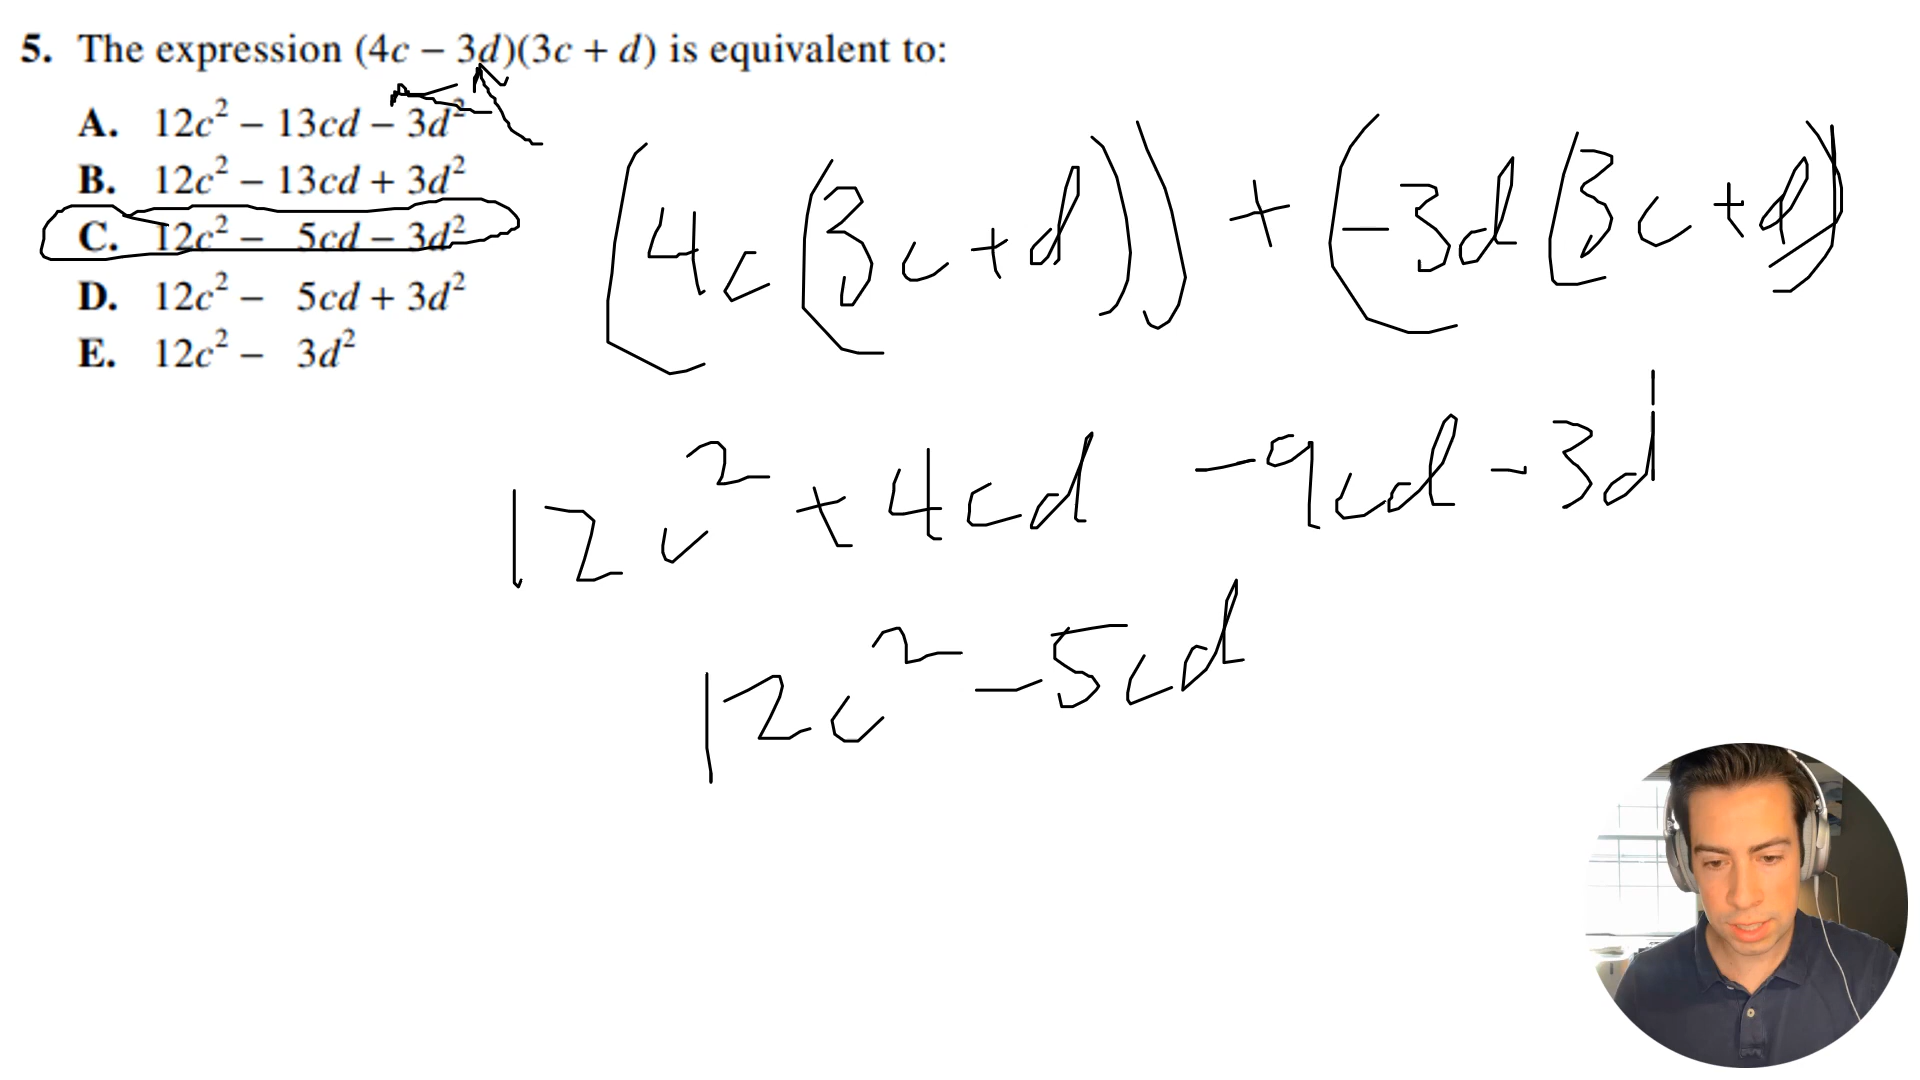 5. The expression (4c − 3d)(3c + d) is equivalent to:
A. 12c² − 13cd − 3d²
B. 12c² − 13cd + 3d²
C. 12c² − 5cd − 3d²
D. 12c² − 5cd + 3d²
E. 12c² − 3d²
(4c(3c+d)) + (-3d(3c+d))
12c² + 4cd -9cd -3d
12c² -5cd